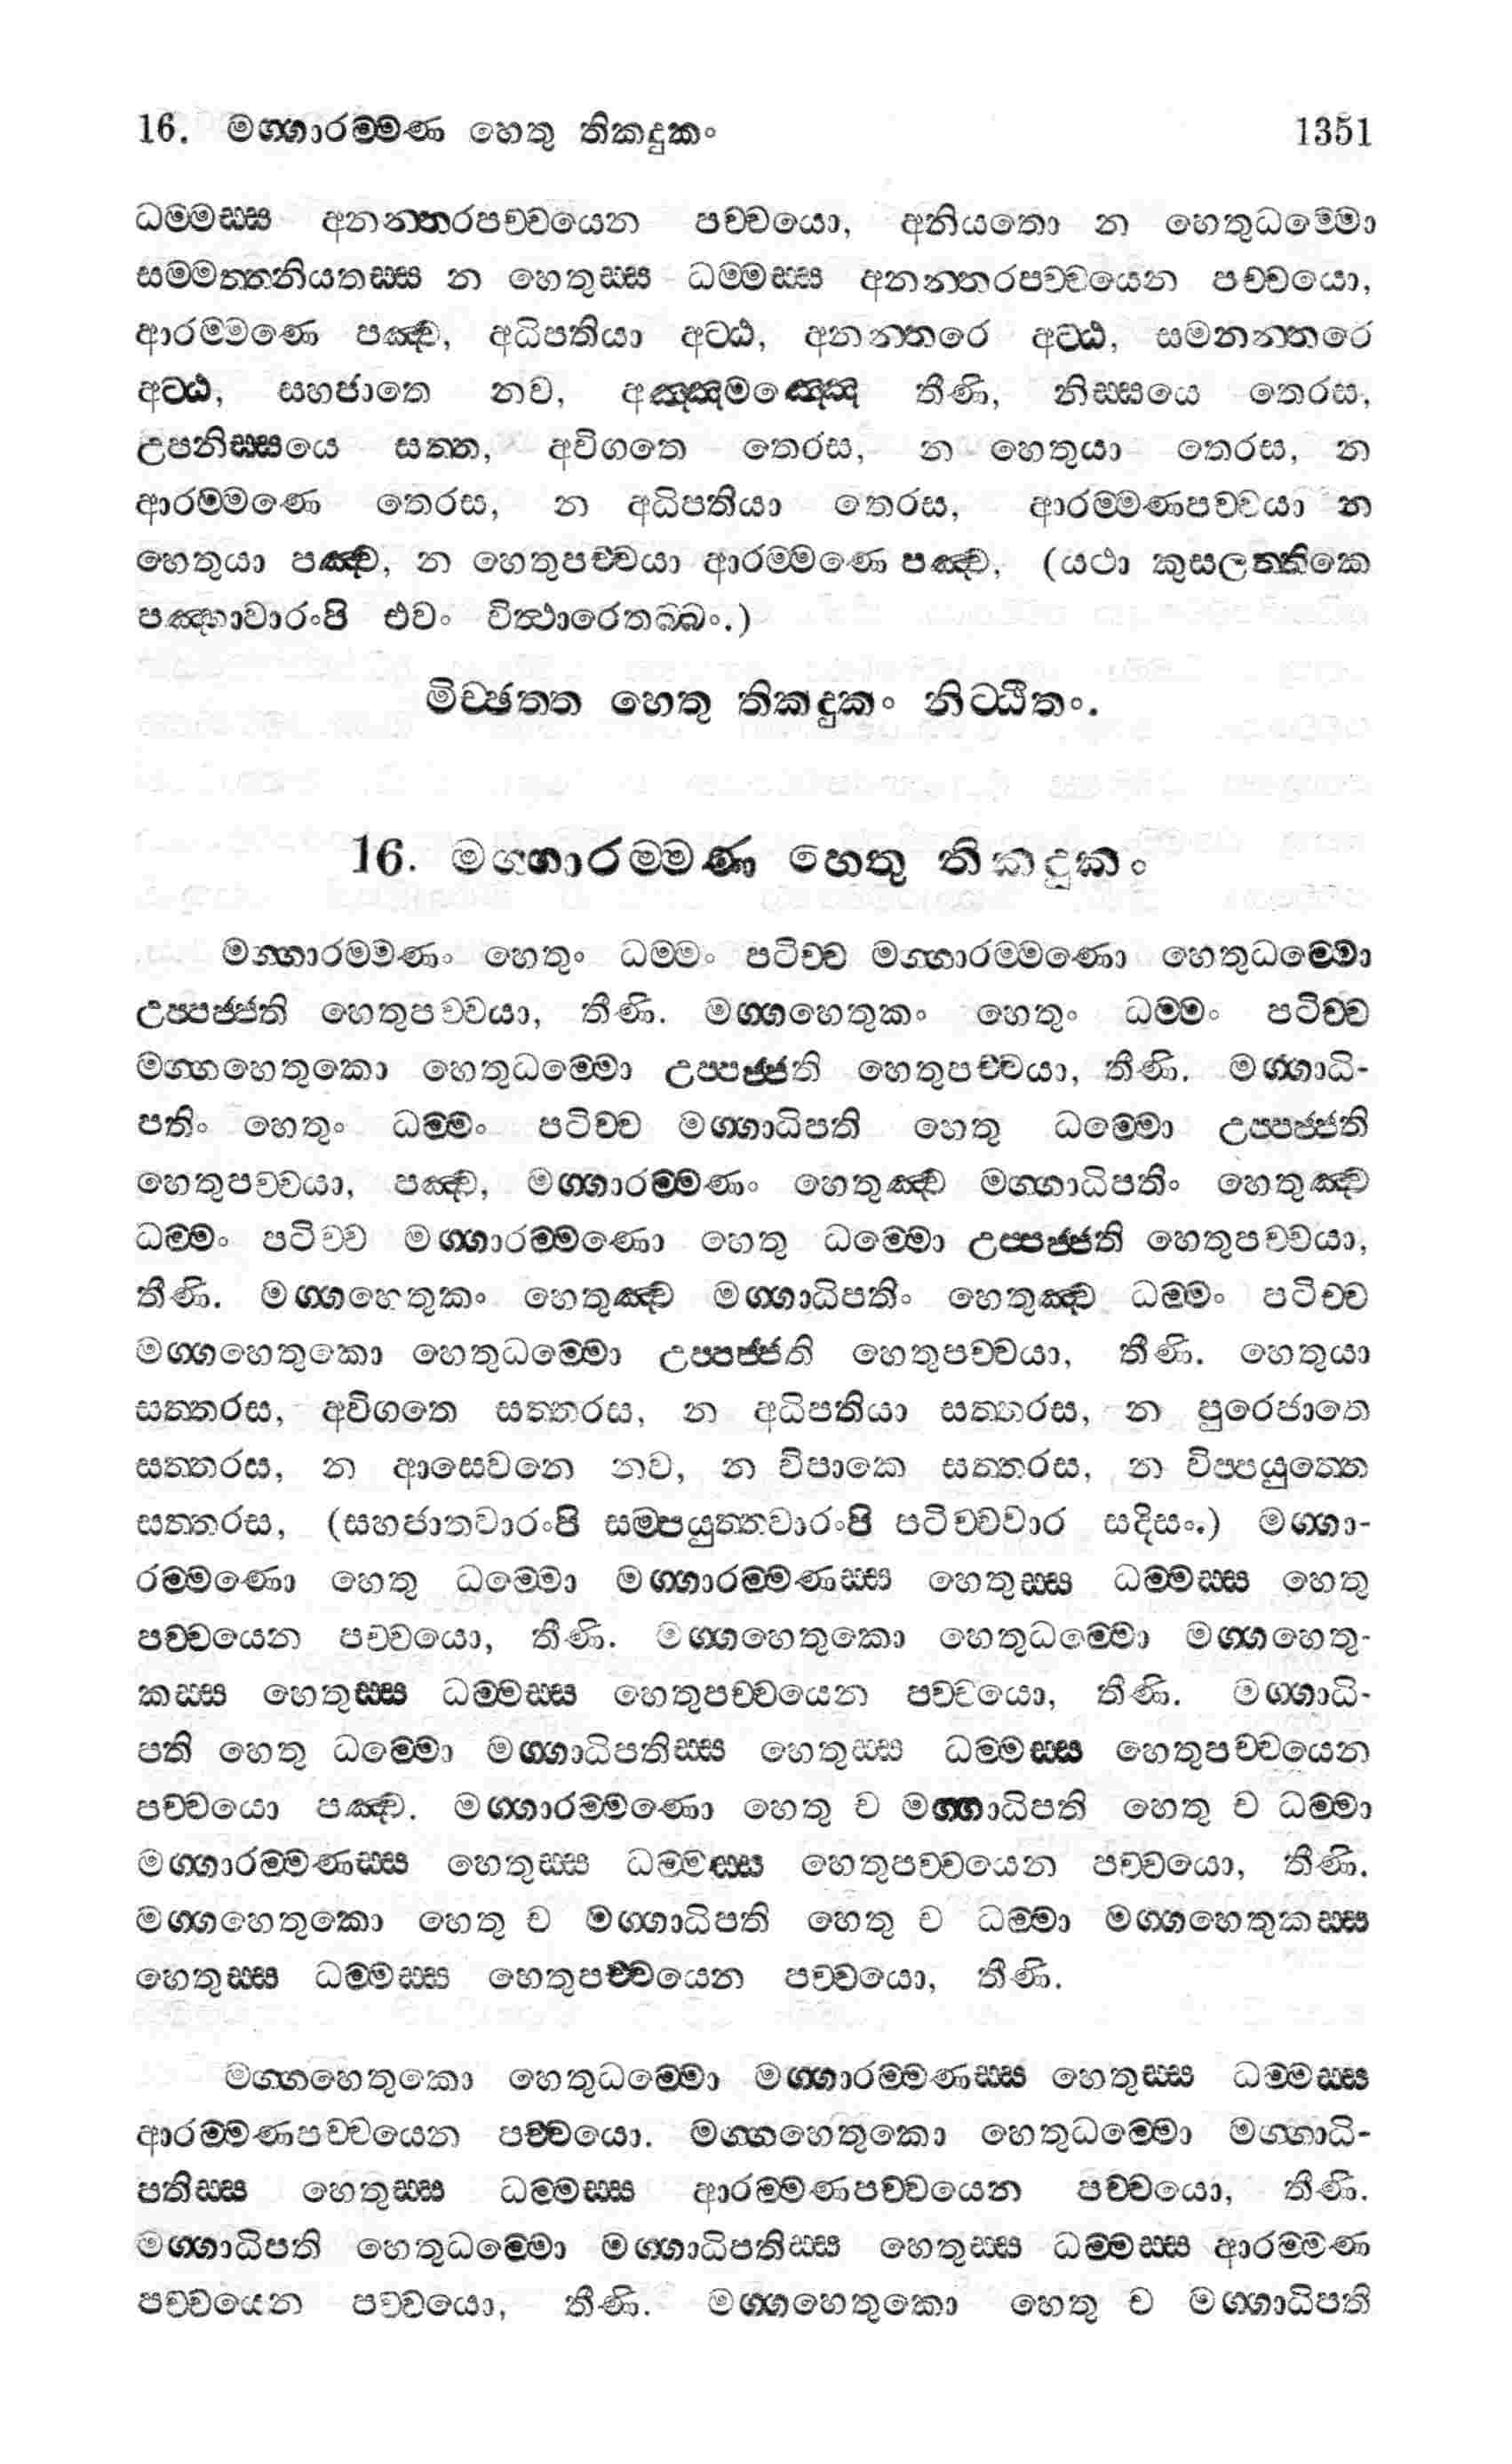 16. මග්ගාරම්මණ හෙතු තිකදුකං 1351
ධම්මස්ස අනන්තරපච්චයෙන පච්චයො, අනියතො න හෙතුධම්මො
සම්මත්තනියතස්ස න හෙතුස්ස ධම්මස්ස අනන්තරපච්චයෙන පච්චයො,
ආරම්මණෙ පඤ්ච, අධිපතියා අට්ඨ, අනන්තරෙ අට්ඨ, සමනන්තරෙ
අට්ඨ, සහජාතෙ නව, අඤ්ඤමඤ්ඤෙ තීණි, නිස්සයෙ තෙරස,
උපනිස්සයෙ සත්ත, අවිගතෙ තෙරස, න හෙතුයා තෙරස, න
ආරම්මණෙ තෙරස, න අධිපතියා තෙරස, ආරම්මණපච්චයා න
හෙතුයා පඤ්ච, න හෙතුපච්චයා ආරම්මණෙ පඤ්ච, (යථා කුසලත්තිකෙ
පඤ්හාවාරංපි එවං විත්ථාරෙතබ්බං.)
මිච්ඡත්ත හෙතු තිකදුකං නිට්ඨිතං.
16. මග්ගාරම්මණ හෙතු තිකදුකං
මග්ගාරම්මණං හෙතුං ධම්මං පටිච්ච මග්ගාරම්මණො හෙතුධම්මො
උප්පජ්ජති හෙතුපච්චයා, තීණි. මග්ගහෙතුකං හෙතුං ධම්මං පටිච්ච
මග්ගහෙතුකො හෙතුධම්මො උප්පජ්ජති හෙතුපච්චයා, තීණි. මග්ගාධි-
පතිං හෙතුං ධම්මං පටිච්ච මග්ගාධිපති හෙතු ධම්මො උප්පජ්ජති
හෙතුපච්චයා, පඤ්ච, මග්ගාරම්මණං හෙතුඤ්ච මග්ගාධිපතිං හෙතුඤ්ච
ධම්මං පටිච්ච මග්ගාරම්මණො හෙතු ධම්මො උප්පජ්ජති හෙතුපච්චයා,
තීණි. මග්ගහෙතුකං හෙතුඤ්ච මග්ගාධිපතිං හෙතුඤ්ච ධම්මං පටිච්ච
මග්ගහෙතුකො හෙතුධම්මො උප්පජ්ජති හෙතුපච්චයා, තීණි. හෙතුයා
සත්තරස, අවිගතෙ සත්තරස, න අධිපතියා සත්තරස, න පුරෙජාතෙ
සත්තරස, න ආසෙවනෙ නව, න විපාකෙ සත්තරස, න විප්පයුත්තෙ
සත්තරස, (සහජාතවාරංපි සම්පයුත්තවාරංපි පටිච්චවාර සදිසං.) මග්ගා-
රම්මණො හෙතු ධම්මො මග්ගාරම්මණස්ස හෙතුස්ස ධම්මස්ස හෙතු
පච්චයෙන පච්චයො, තීණි. මග්ගහෙතුකො හෙතුධම්මො මග්ගහෙතු-
කස්ස හෙතුස්ස ධම්මස්ස හෙතුපච්චයෙන පච්චයො, තීණි. මග්ගාධි-
පති හෙතු ධම්මො මග්ගාධිපතිස්ස හෙතුස්ස ධම්මස්ස හෙතුපච්චයෙන
පච්චයො පඤ්ච. මග්ගාරම්මණො හෙතු ච මග්ගාධිපති හෙතු ච ධම්මා
මග්ගාරම්මණස්ස හෙතුස්ස ධම්මස්ස හෙතුපච්චයෙන පච්චයො, තීණි.
මග්ගහෙතුකො හෙතු ච මග්ගාධිපති හෙතු ච ධම්මා මග්ගහෙතුකස්ස
හෙතුස්ස ධම්මස්ස හෙතුපච්චයෙන පච්චයො, තීණි.
මග්ගහෙතුකො හෙතුධම්මො මග්ගාරම්මණස්ස හෙතුස්ස ධම්මස්ස
ආරම්මණපච්චයෙන පච්චයො. මග්ගහෙතුකො හෙතුධම්මො මග්ගාධි-
පතිස්ස හෙතුස්ස ධම්මස්ස ආරම්මණපච්චයෙන පච්චයො, තීණි.
මග්ගාධිපති හෙතුධම්මො මග්ගාධිපතිස්ස හෙතුස්ස ධම්මස්ස ආරම්මණ
පච්චයෙන පච්චයො, තීණි. මග්ගහෙතුකො හෙතු ච මග්ගාධිපති